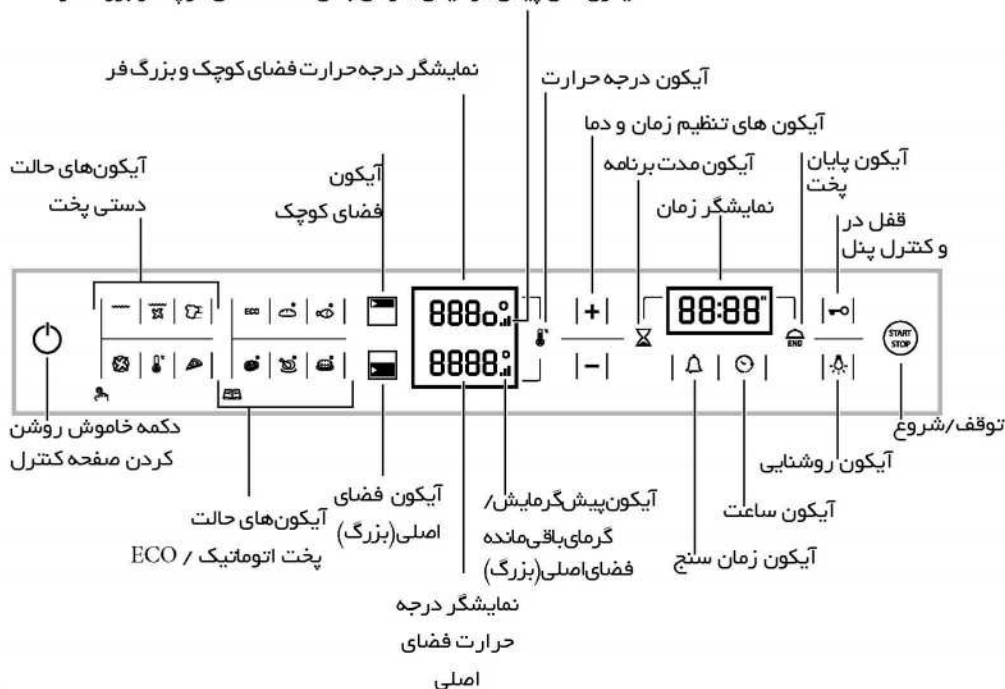 نمایشگر درجه حرارت فضای کوچک و بزرگ فر
آیکون درجه حرارت
آیکون های تنظیم زمان و دما
آیکون‌های حالت
دستی پخت
آیکون
فضای کوچک
آیکون مدت برنامه
نمایشگر زمان
آیکون پایان
پخت
قفل در
و کنترل پنل
ECO
888o°
8888°
+
−
88:88"
END
START
STOP
دکمه خاموش روشن
کردن صفحه کنترل
آیکون‌های حالت
پخت اتوماتیک / ECO
آیکون فضای
اصلی(بزرگ)
آیکون‌پیش‌گرمایش/
گرمای‌باقی‌مانده
فضای‌اصلی(بزرگ)
نمایشگر درجه
حرارت فضای
اصلی
آیکون زمان سنج
آیکون ساعت
آیکون روشنایی
توقف/شروع